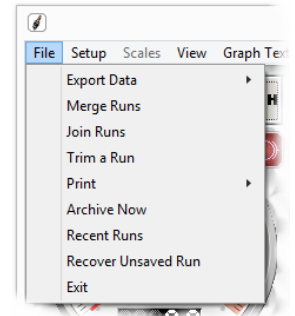 File Setup Scales View Graph Text
Export Data
H
Merge Runs
Join Runs
Trim a Run
Print
Archive Now
Recent Runs
Recover Unsaved Run
Exit